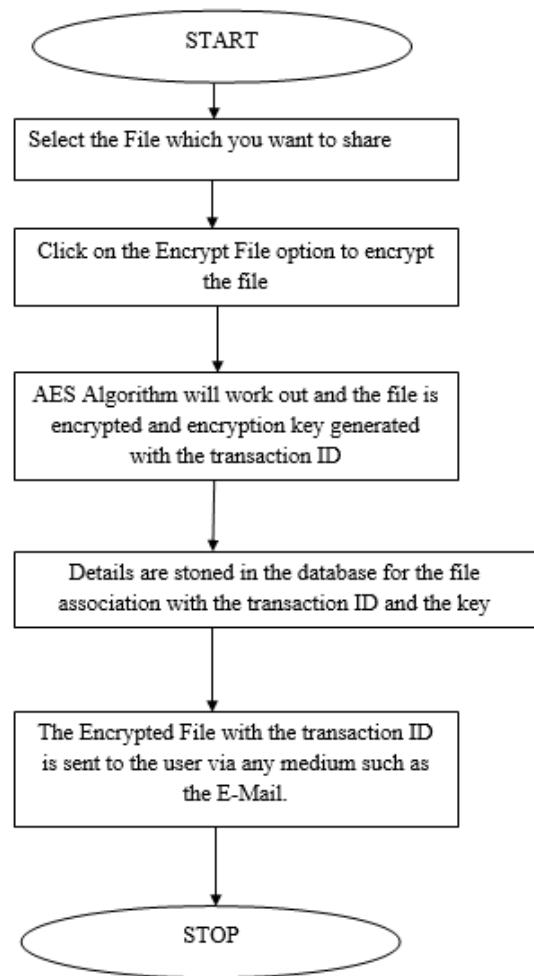 START
Select the File which you want to share
Click on the Encrypt File option to encrypt
the file
AES Algorithm will work out and the file is
encrypted and encryption key generated
with the transaction ID
Details are stoned in the database for the file
association with the transaction ID and the key
The Encrypted File with the transaction ID
is sent to the user via any medium such as
the E-Mail.
STOP